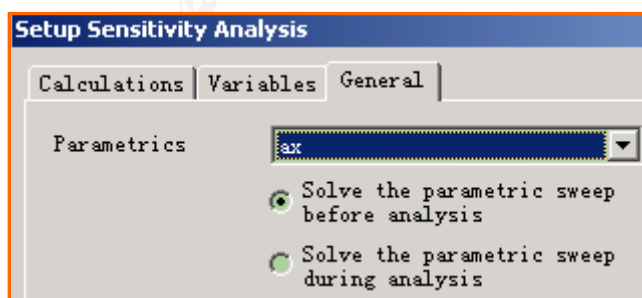 Setup Sensitivity Analysis
Calculations Variables General
Parametrics ax
Solve the parametric sweep
before analysis
Solve the parametric sweep
during analysis